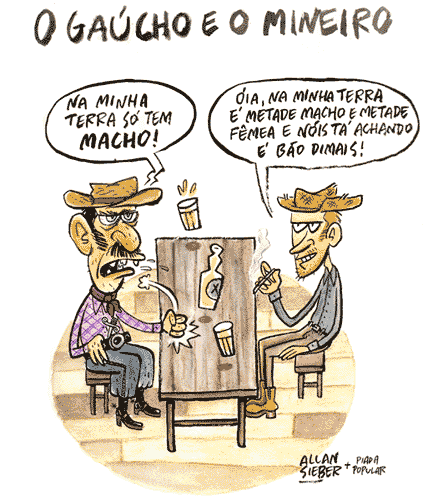 O GAÚCHO E O MINEIRO
NA MINHA
TERRA SÓ TEM
MACHO!
ÓIA, NA MINHA TERRA
É METADE MACHO E METADE
FÊMEA E NÓIS TÁ ACHANDO
É BÃO DIMAIS!
X
ALLAN
SIEBER
+ PIADA
POPULAR